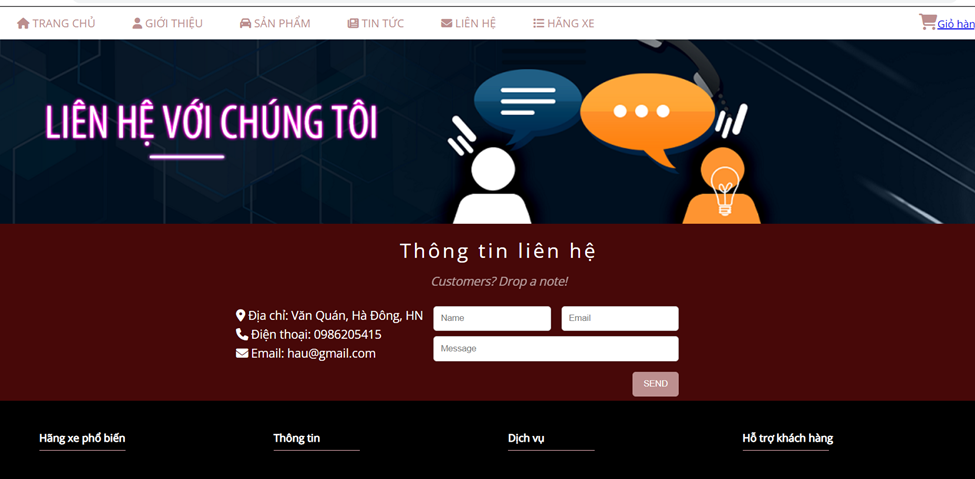 TRANG CHỦ GIỚI THIỆU SẢN PHẨM TIN TỨC LIÊN HỆ HÃNG XE Giỏ hàn
LIÊN HỆ VỚI CHÚNG TÔI
Thông tin liên hệ
Customers? Drop a note!
Địa chỉ: Văn Quán, Hà Đông, HN
Điện thoại: 0986205415
Email: hau@gmail.com
Name Email
Message
SEND
Hãng xe phổ biến Thông tin Dịch vụ Hỗ trợ khách hàng